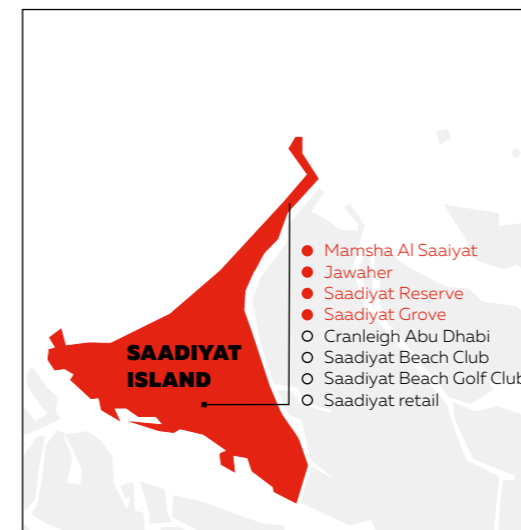 Mamsha Al Saaiyat
Jawaher
Saadiyat Reserve
Saadiyat Grove
Cranleigh Abu Dhabi
Saadiyat Beach Club
Saadiyat Beach Golf Club
Saadiyat retail
SAADIYAT
ISLAND